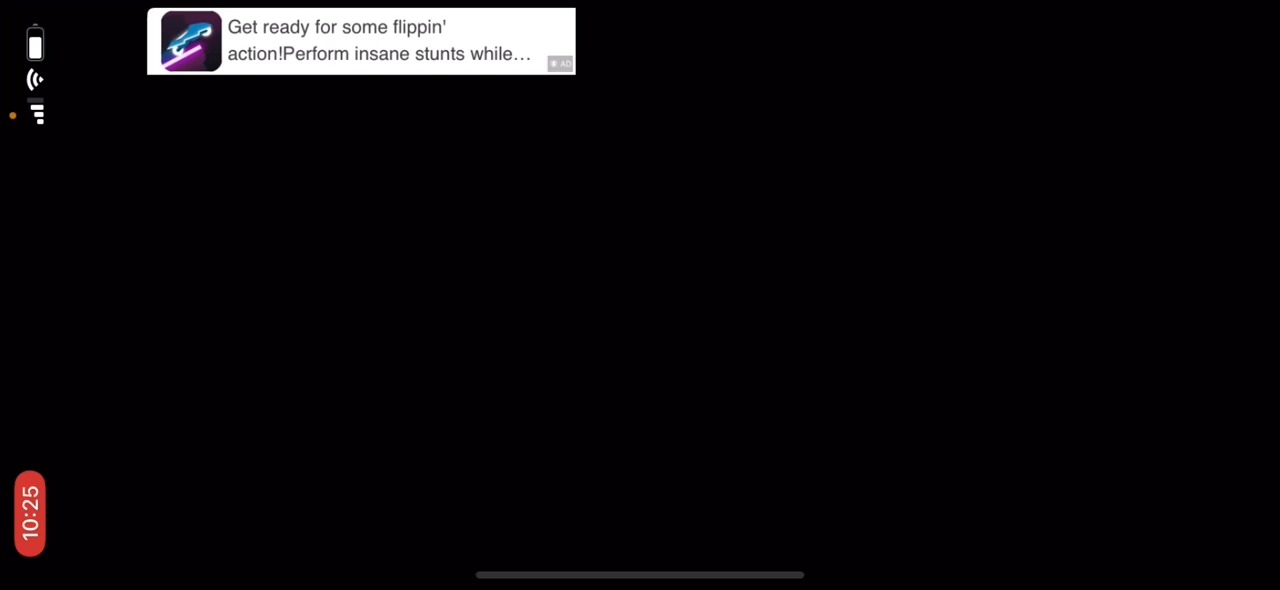 Get ready for some flippin'
action!Perform insane stunts while...
AD
10:25